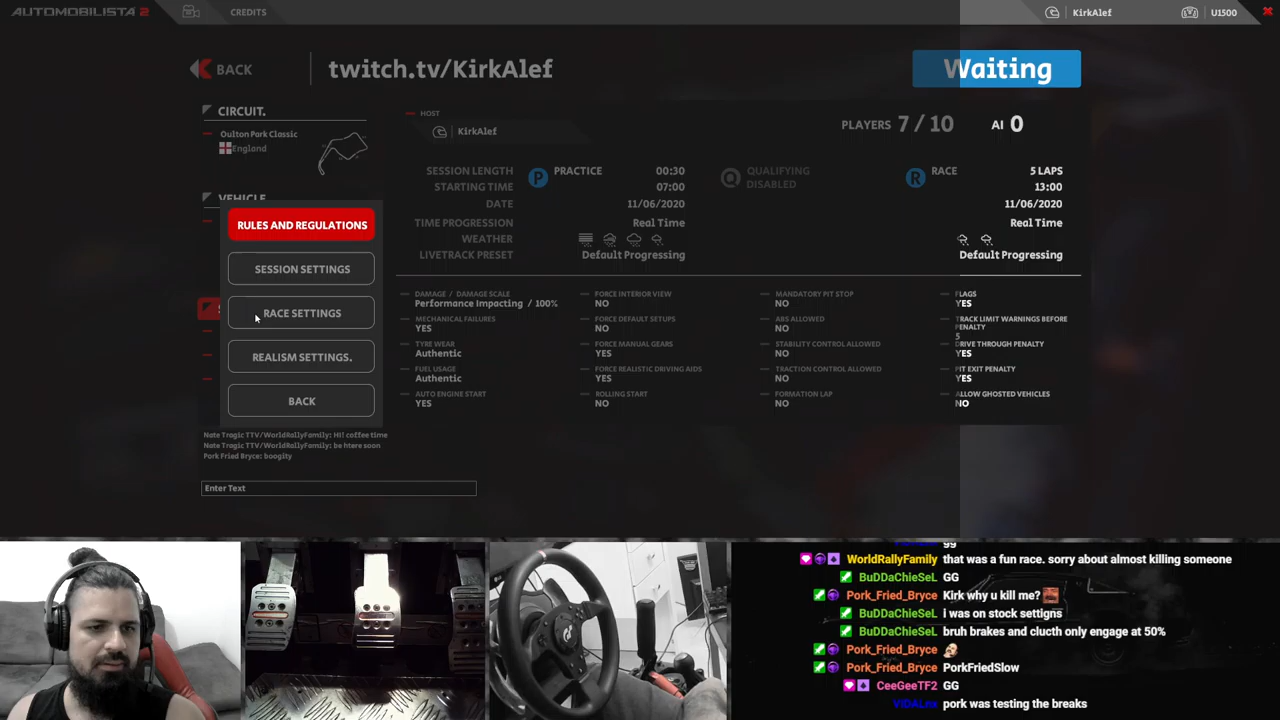 AUTOMOBILISTA 2
CREDITS
KirkAlef
U1500
BACK
twitch.tv/KirkAlef
Waiting
CIRCUIT.
Oulton Park Classic
England
VEHICLE
HOST
KirkAlef
PLAYERS 7 / 10
AI 0
SESSION LENGTH
STARTING TIME
DATE
TIME PROGRESSION
WEATHER
LIVETRACK PRESET
P PRACTICE
00:30
07:00
11/06/2020
Real Time
Default Progressing
Q QUALIFYING
DISABLED
R RACE
5 LAPS
13:00
11/06/2020
Real Time
Default Progressing
RULES AND REGULATIONS
SESSION SETTINGS
RACE SETTINGS
REALISM SETTINGS.
BACK
DAMAGE / DAMAGE SCALE
Performance Impacting / 100%
MECHANICAL FAILURES
YES
TYRE WEAR
Authentic
FUEL USAGE
Authentic
AUTO ENGINE START
YES
FORCE INTERIOR VIEW
NO
FORCE DEFAULT SETUPS
NO
FORCE MANUAL GEARS
YES
FORCE REALISTIC DRIVING AIDS
YES
ROLLING START
NO
MANDATORY PIT STOP
NO
ABS ALLOWED
NO
STABILITY CONTROL ALLOWED
NO
TRACTION CONTROL ALLOWED
NO
FORMATION LAP
NO
FLAGS
YES
TRACK LIMIT WARNINGS BEFORE
PENALTY
5
DRIVE THROUGH PENALTY
YES
PIT EXIT PENALTY
YES
ALLOW GHOSTED VEHICLES
NO
Nate Tragic TTV/WorldRallyFamily: HI! coffee time
Nate Tragic TTV/WorldRallyFamily: be htere soon
Pork Fried Bryce: boogity
Enter Text
gg
WorldRallyFamily that was a fun race. sorry about almost killing someone
BuDDaChieSeL GG
Pork_Fried_Bryce Kirk why u kill me?
BuDDaChieSeL i was on stock settigns
BuDDaChieSeL bruh brakes and clucth only engage at 50%
Pork_Fried_Bryce
Pork_Fried_Bryce PorkFriedSlow
CeeGeeTF2 GG
VIDALnx pork was testing the breaks